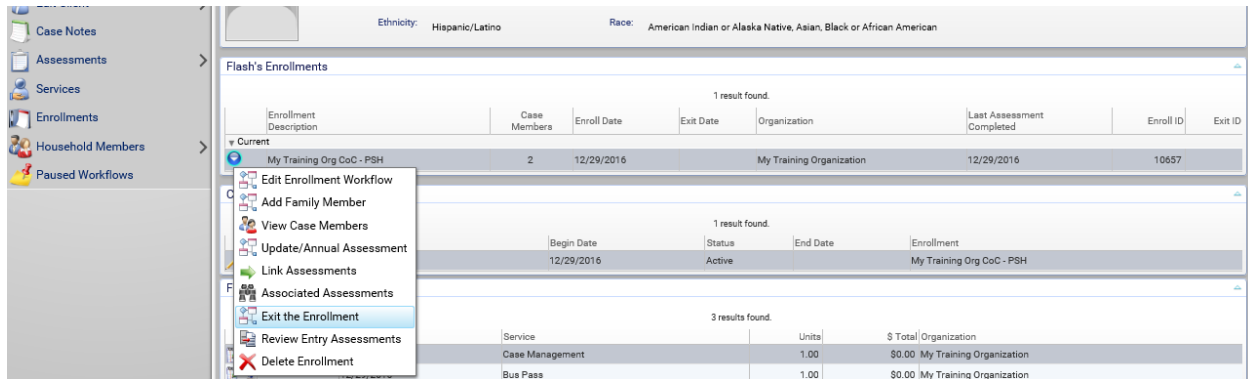 Ethnicity: Hispanic/Latino Race: American Indian or Alaska Native, Asian, Black or African American
Case Notes
Assessments
Services
Enrollments
Household Members
Paused Workflows
Flash's Enrollments
1 result found.
Enrollment Description Case Members Enroll Date Exit Date Organization Last Assessment Completed Enroll ID Exit ID
Current
My Training Org CoC - PSH 2 12/29/2016 My Training Organization 12/29/2016 10657
Edit Enrollment Workflow
Add Family Member
View Case Members
Update/Annual Assessment
Link Assessments
Associated Assessments
Exit the Enrollment
Review Entry Assessments
Delete Enrollment
C
1 result found.
Begin Date Status End Date Enrollment
12/29/2016 Active My Training Org CoC - PSH
F
3 results found.
Service Units $ Total Organization
Case Management 1.00 $0.00 My Training Organization
Bus Pass 1.00 $0.00 My Training Organization